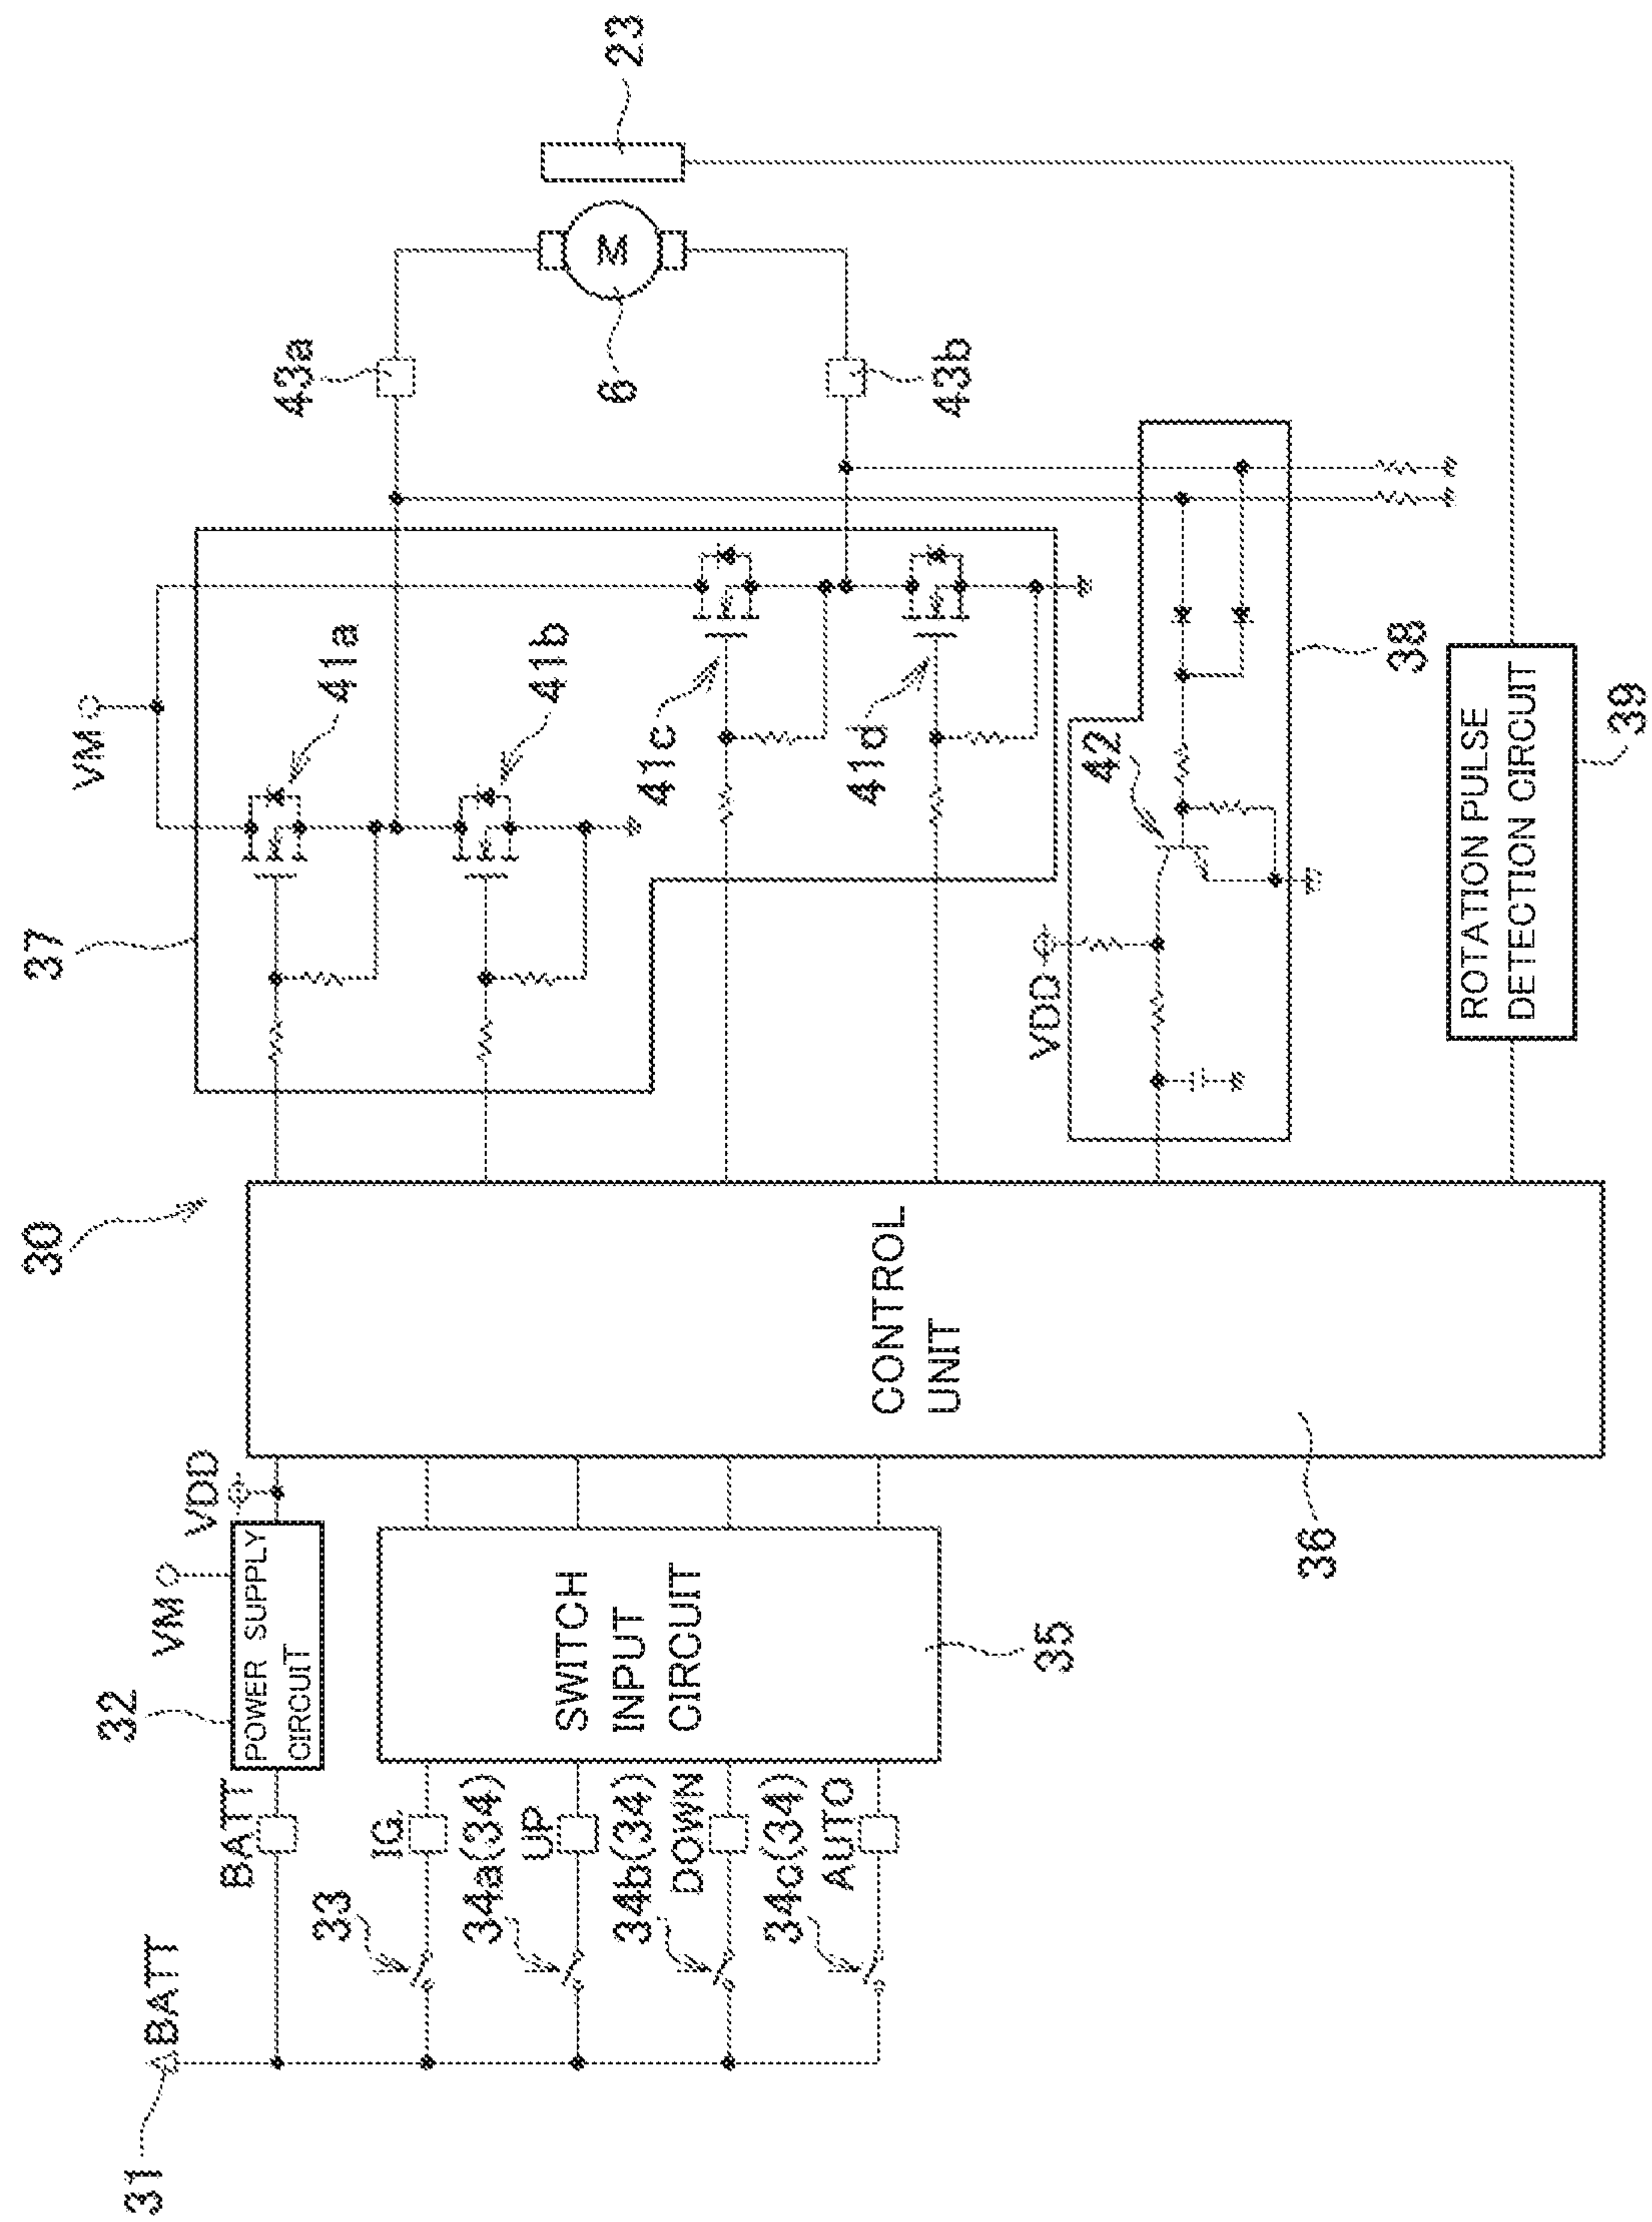 30
31
BATT
BATT
32
POWER SUPPLY
CIRCUIT
VM
VDD
33
IG
34a(34)
UP
34b(34)
DOWN
34c(34)
AUTO
SWITCH
INPUT
CIRCUIT
35
CONTROL
UNIT
36
37
VM
41a
41b
41c
41d
VDD
42
38
ROTATION PULSE
DETECTION CIRCUIT
39
43a
43b
M
6
23